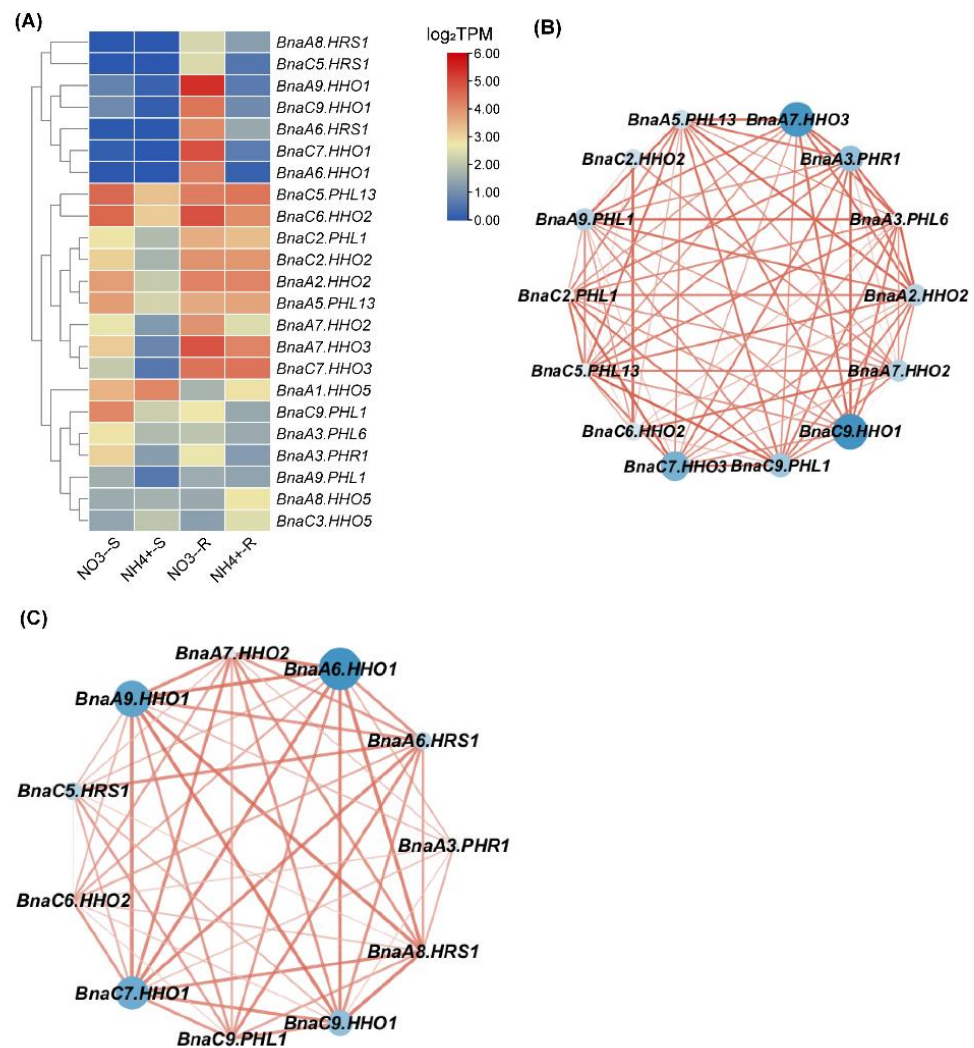 (A)
BnaA8.HRS1
BnaC5.HRS1
BnaA9.HHO1
BnaC9.HHO1
BnaA6.HRS1
BnaC7.HHO1
BnaA6.HHO1
BnaC5.PHL13
BnaC6.HHO2
BnaC2.PHL1
BnaC2.HHO2
BnaA2.HHO2
BnaA5.PHL13
BnaA7.HHO2
BnaA7.HHO3
BnaC7.HHO3
BnaA1.HHO5
BnaC9.PHL1
BnaA3.PHL6
BnaA3.PHR1
BnaA9.PHL1
BnaA8.HHO5
BnaC3.HHO5
NO3--S
NH4+-S
NO3--R
NH4+-R
log₂TPM
6.00
5.00
4.00
3.00
2.00
1.00
0.00
(B)
BnaA5.PHL13 BnaA7.HHO3
BnaC2.HHO2
BnaA3.PHR1
BnaA9.PHL1
BnaA3.PHL6
BnaC2.PHL1
BnaA2.HHO2
BnaC5.PHL13
BnaA7.HHO2
BnaC6.HHO2
BnaC9.HHO1
BnaC7.HHO3 BnaC9.PHL1
(C)
BnaA7.HHO2
BnaA6.HHO1
BnaA9.HHO1
BnaA6.HRS1
BnaC5.HRS1
BnaA3.PHR1
BnaC6.HHO2
BnaA8.HRS1
BnaC7.HHO1
BnaC9.HHO1
BnaC9.PHL1